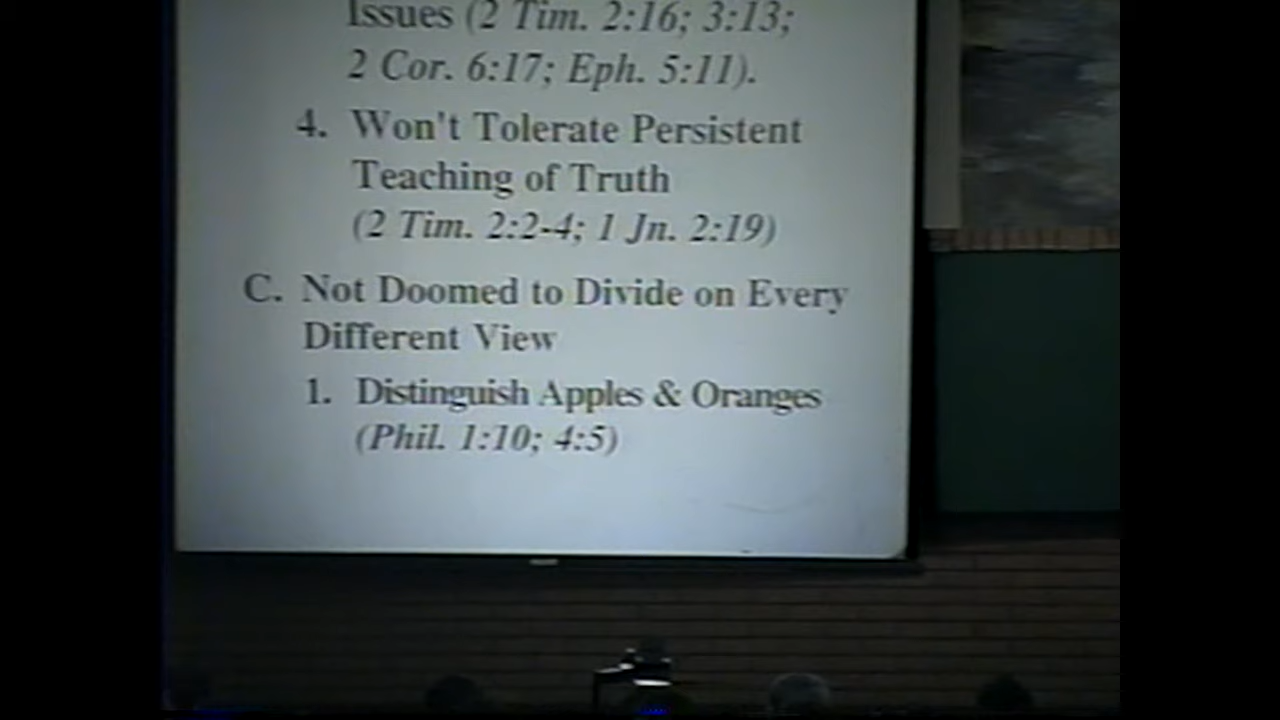 Issues (2 Tim. 2:16; 3:13;
2 Cor. 6:17; Eph. 5:11).
4. Won't Tolerate Persistent
Teaching of Truth
(2 Tim. 2:2-4; 1 Jn. 2:19)
C. Not Doomed to Divide on Every
Different View
1. Distinguish Apples & Oranges
(Phil. 1:10; 4:5)